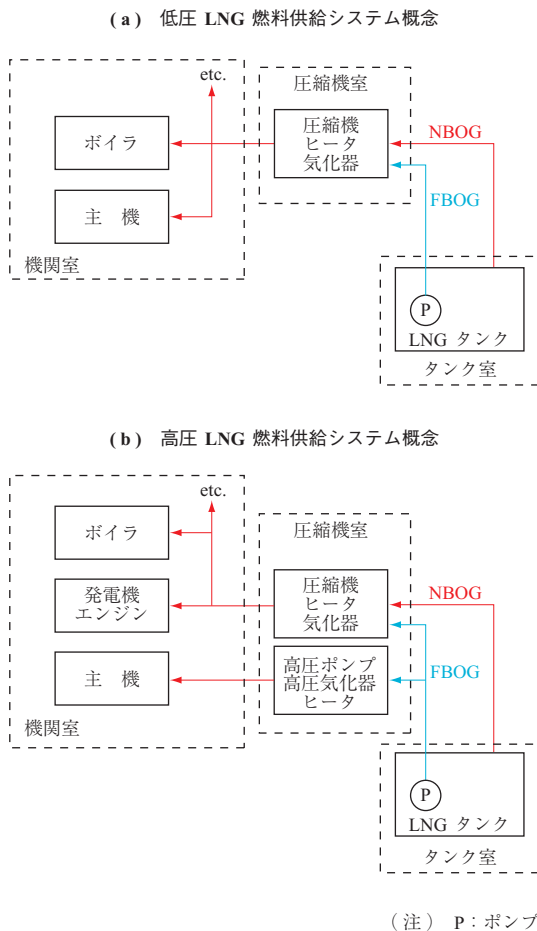 (a) 低圧 LNG 燃料供給システム概念
etc.
圧縮機室
ボイラ
圧縮機
ヒータ
気化器
NBOG
FBOG
主 機
機関室
P
LNG タンク
タンク室
(b) 高圧 LNG 燃料供給システム概念
etc.
圧縮機室
ボイラ
発電機
エンジン
圧縮機
ヒータ
気化器
NBOG
主 機
高圧ポンプ
高圧気化器
ヒータ
FBOG
機関室
P
LNG タンク
タンク室
(注) P:ポンプ